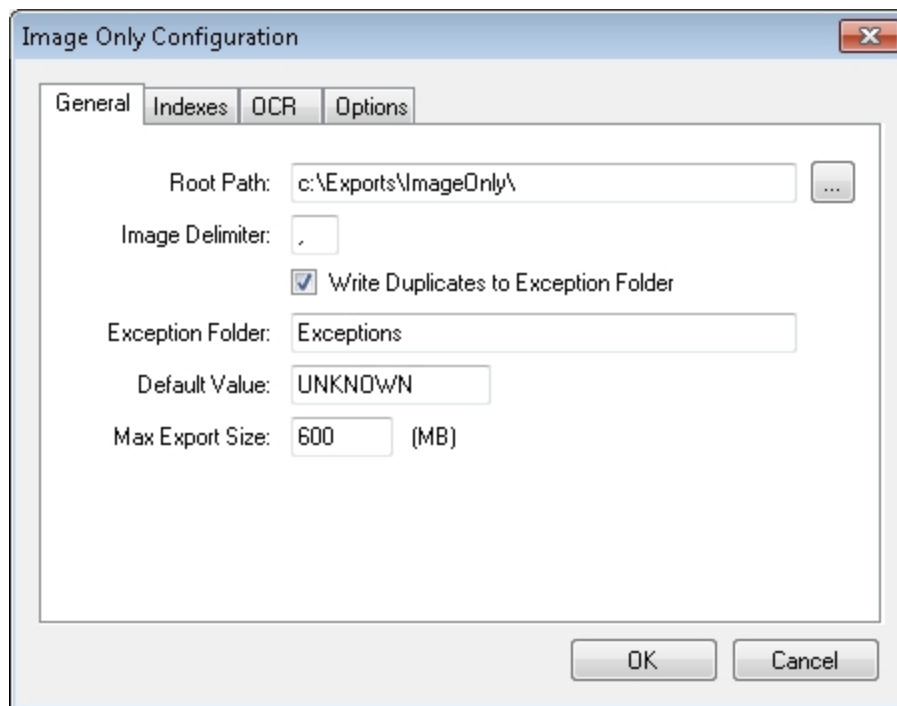 Image Only Configuration
General Indexes OCR Options
Root Path: c:\Exports\ImageOnly\ ...
Image Delimiter: ,
Write Duplicates to Exception Folder
Exception Folder: Exceptions
Default Value: UNKNOWN
Max Export Size: 600 (MB)
OK Cancel